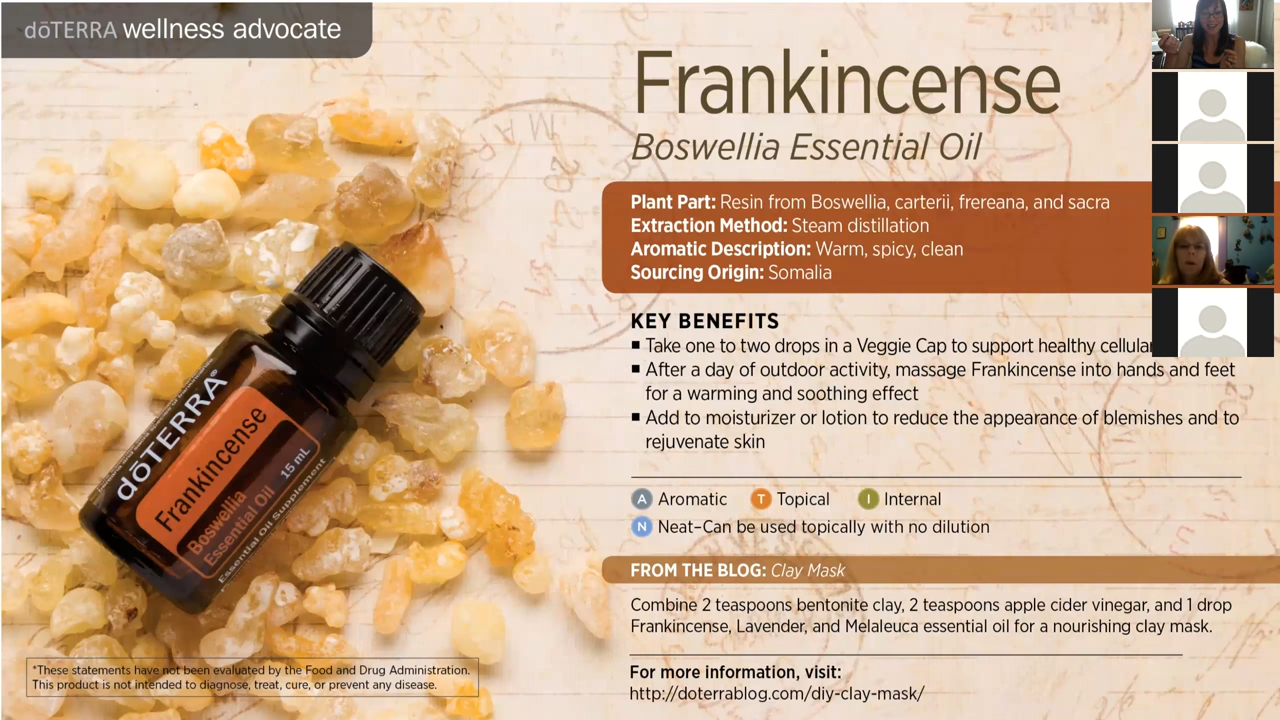 dōTERRA wellness advocate
Frankincense
Boswellia Essential Oil
Plant Part: Resin from Boswellia, carterii, frereana, and sacra
Extraction Method: Steam distillation
Aromatic Description: Warm, spicy, clean
Sourcing Origin: Somalia
KEY BENEFITS
▪ Take one to two drops in a Veggie Cap to support healthy cellular
▪ After a day of outdoor activity, massage Frankincense into hands and feet
for a warming and soothing effect
▪ Add to moisturizer or lotion to reduce the appearance of blemishes and to
rejuvenate skin
A Aromatic T Topical I Internal
N Neat–Can be used topically with no dilution
FROM THE BLOG: Clay Mask
Combine 2 teaspoons bentonite clay, 2 teaspoons apple cider vinegar, and 1 drop
Frankincense, Lavender, and Melaleuca essential oil for a nourishing clay mask.
For more information, visit:
http://doterrablog.com/diy-clay-mask/
dōTERRA®
Frankincense
Boswellia
Essential Oil 15 mL
Essential Oil Supplement
*These statements have not been evaluated by the Food and Drug Administration.
This product is not intended to diagnose, treat, cure, or prevent any disease.